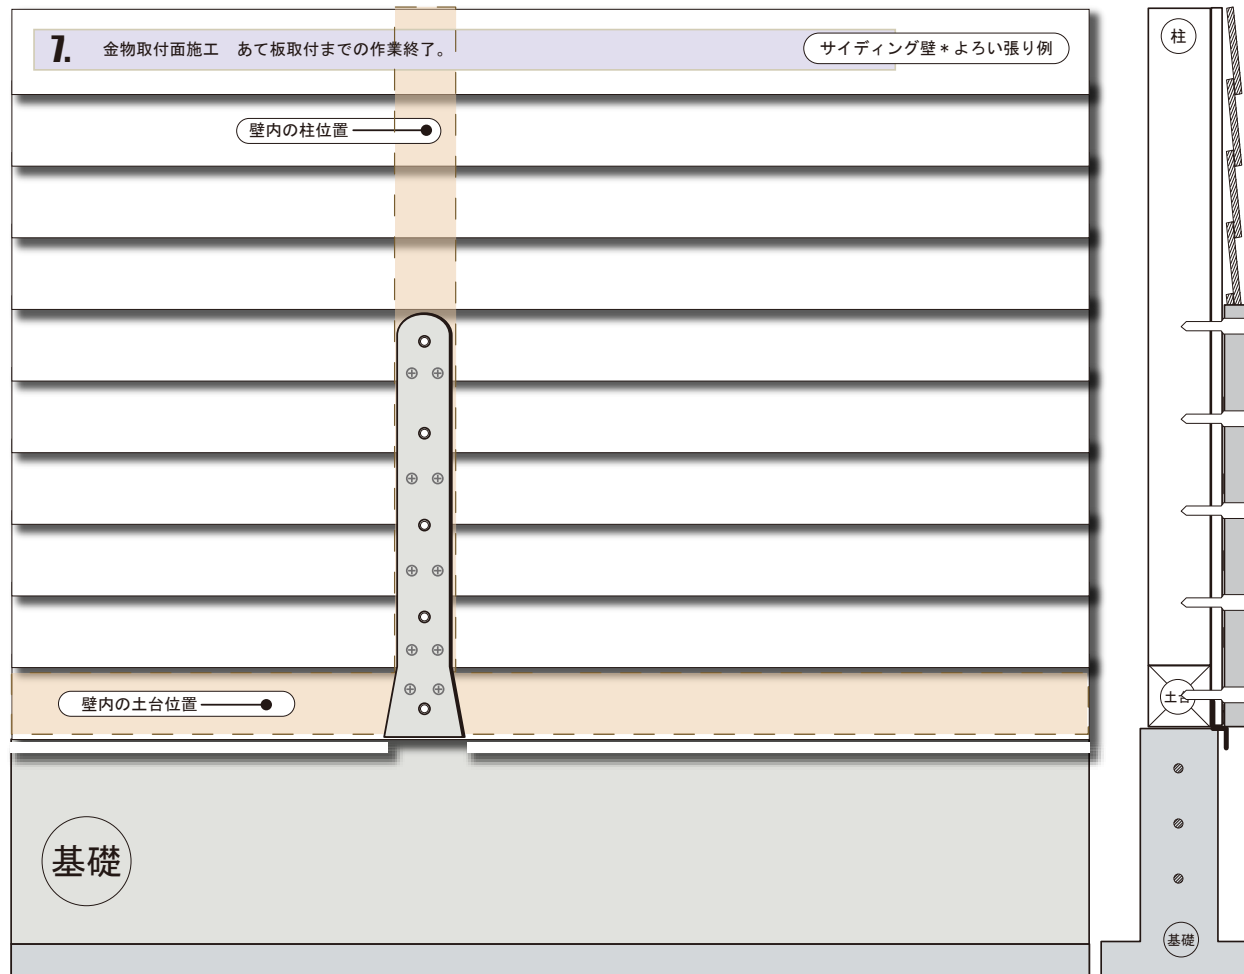 7. 金物取付面施工 あて板取付までの作業終了。
サイディング壁*よろい張り例
柱
壁内の柱位置
壁内の土台位置
土台
基礎
基礎